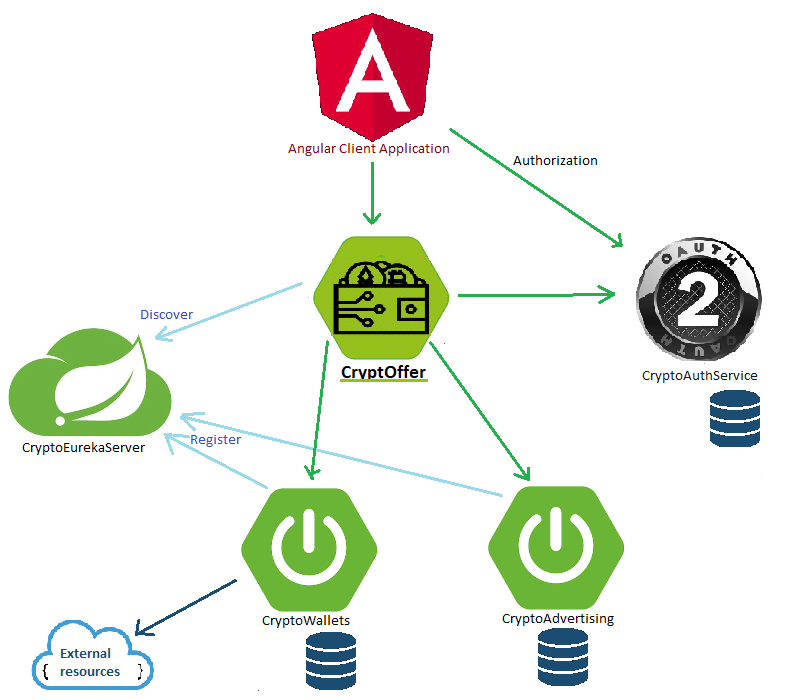 A
Angular Client Application
Authorization
OAUTH
2
OAUTH
CryptoAuthService
Discover
CryptOffer
CryptoEurekaServer
Register
CryptoWallets
CryptoAdvertising
External
{ resources }